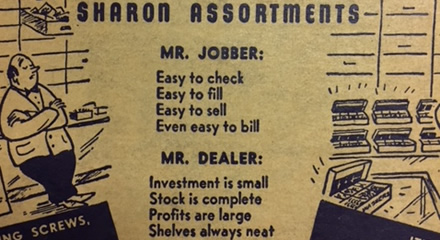 SHARON ASSORTMENTS
MR. JOBBER:
Easy to check
Easy to fill
Easy to sell
Even easy to bill
MR. DEALER:
Investment is small
Stock is complete
Profits are large
Shelves always neat
NG SCREWS,